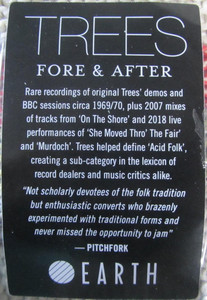 TREES
FORE & AFTER
Rare recordings of original Trees' demos and
BBC sessions circa 1969/70, plus 2007 mixes
of tracks from 'On The Shore' and 2018 live
performances of 'She Moved Thro' The Fair'
and 'Murdoch'. Trees helped define 'Acid Folk',
creating a sub-category in the lexicon of
record dealers and music critics alike.
"Not scholarly devotees of the folk tradition
but enthusiastic converts who brazenly
experimented with traditional forms and
never missed the opportunity to jam"
— PITCHFORK
EARTH